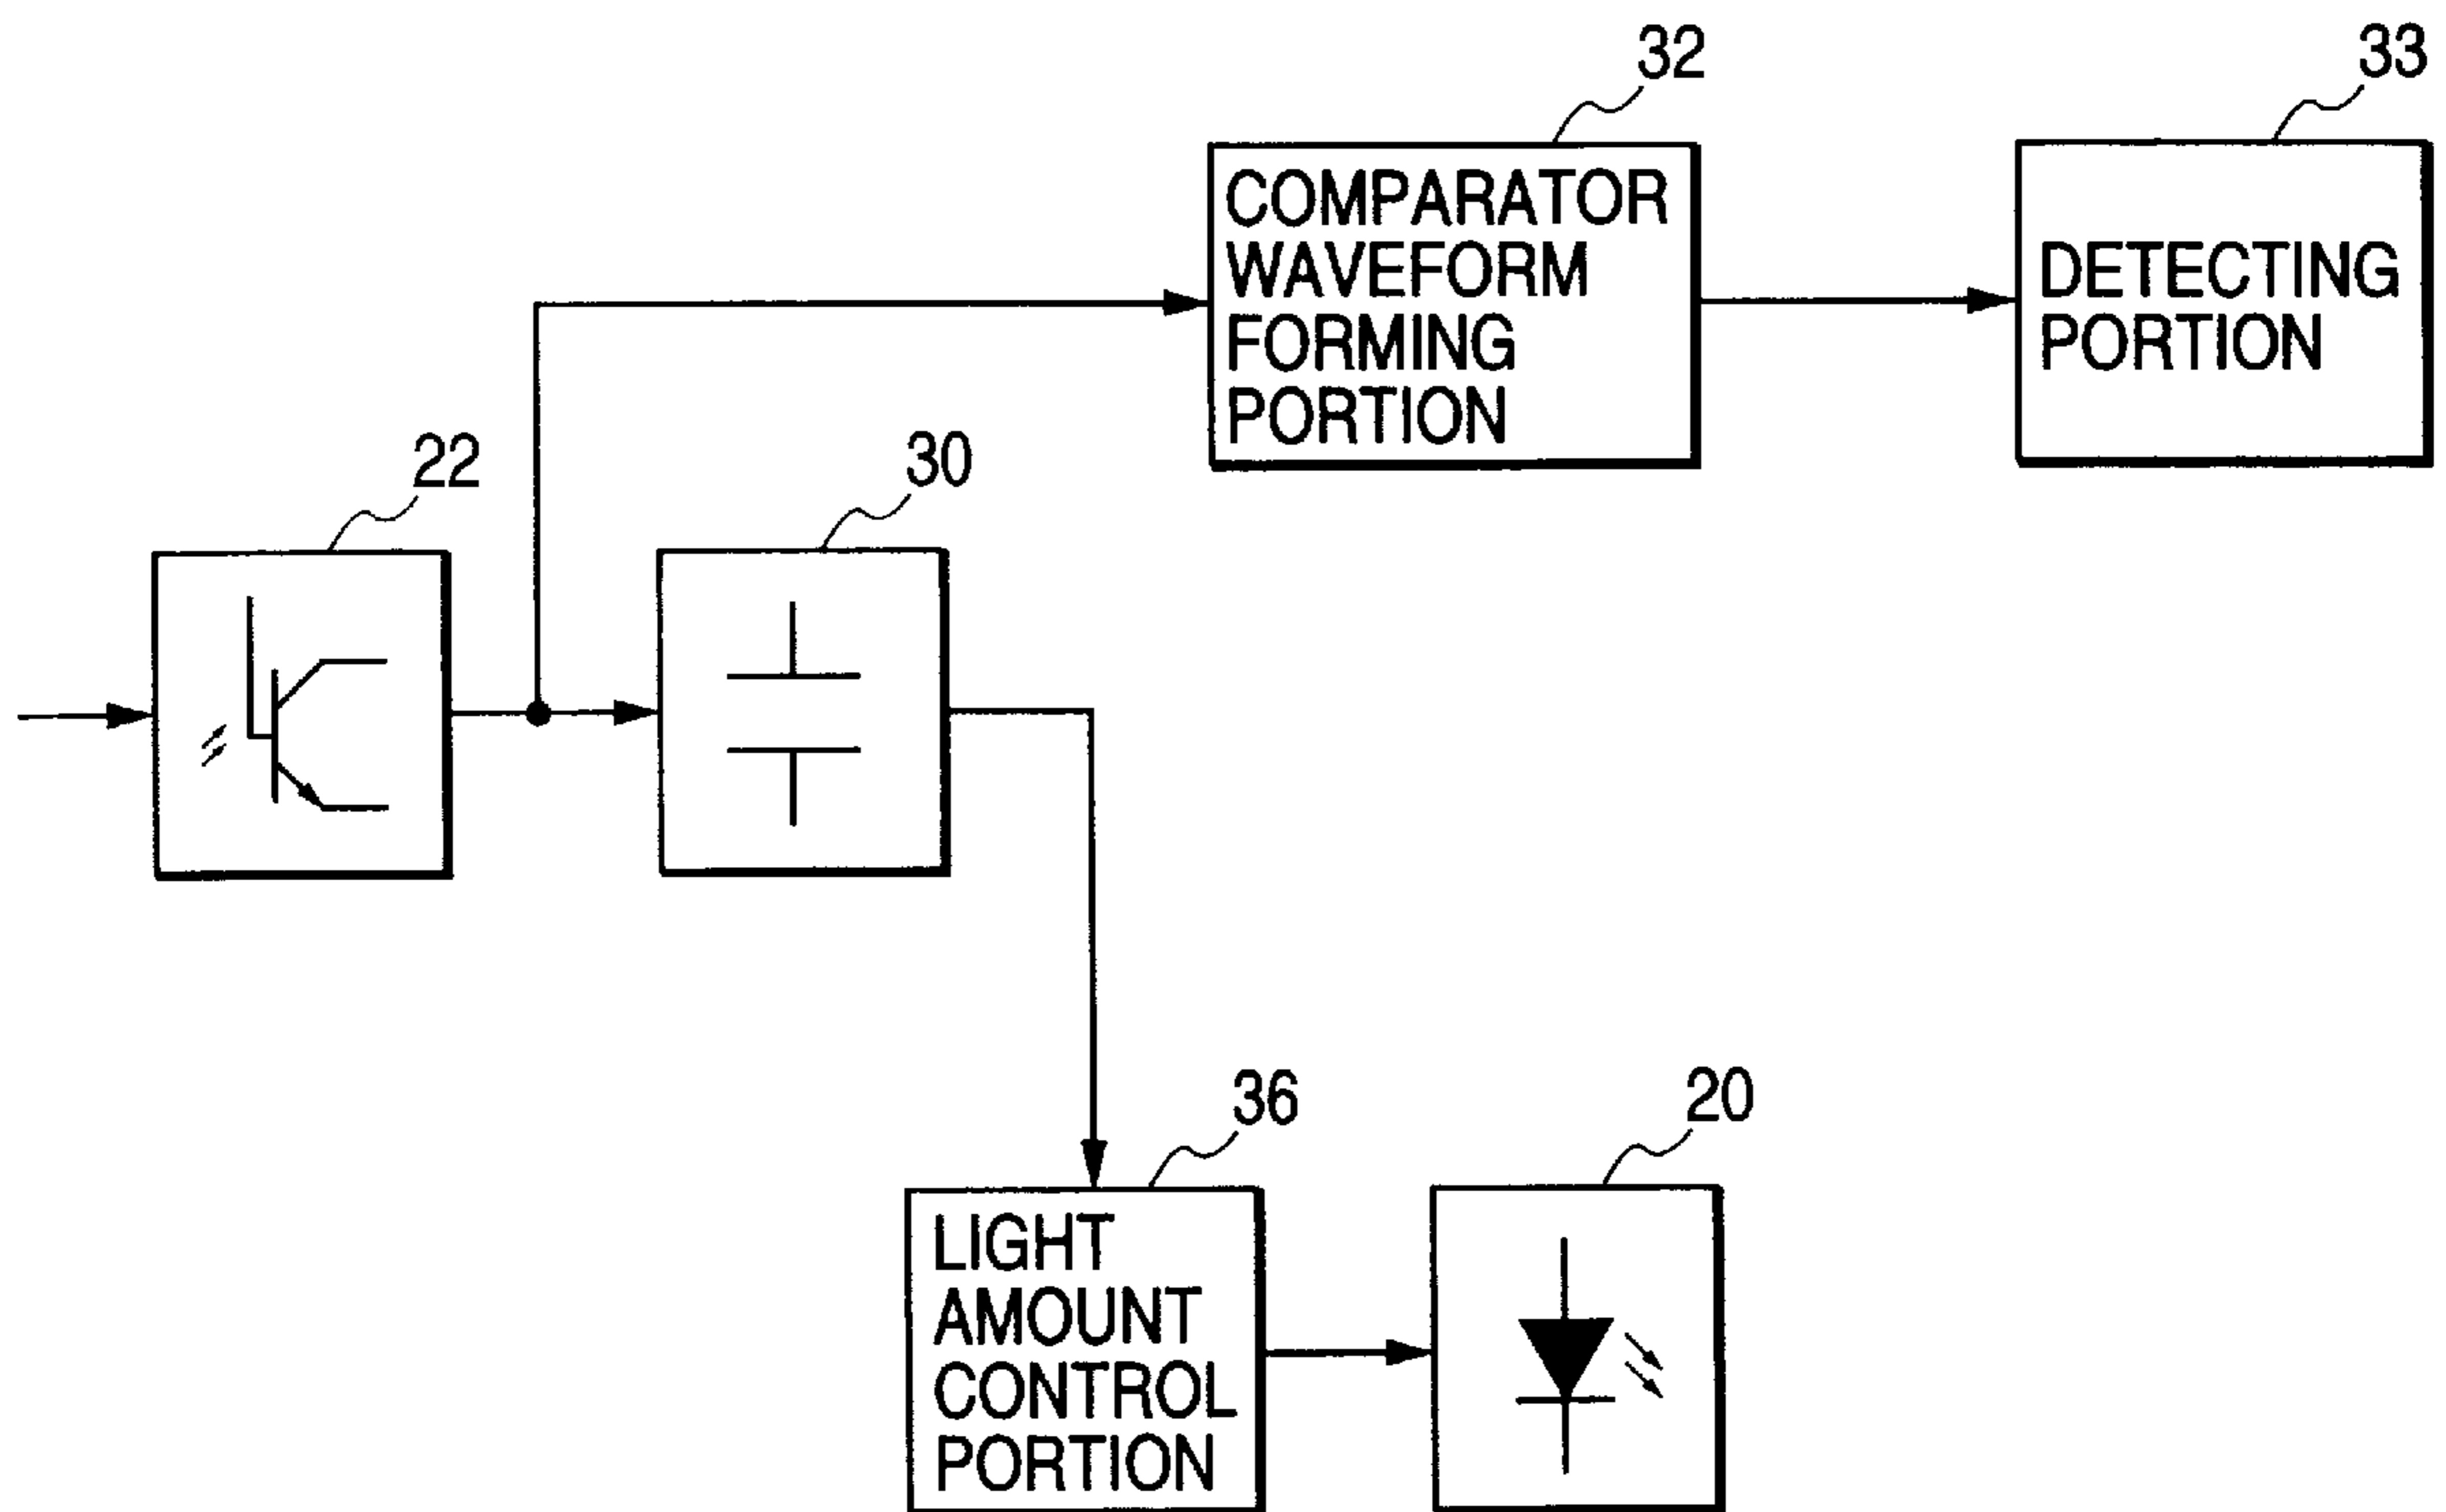 32
33
COMPARATOR
WAVEFORM
FORMING
PORTION
DETECTING
PORTION
22
30
36
20
LIGHT
AMOUNT
CONTROL
PORTION